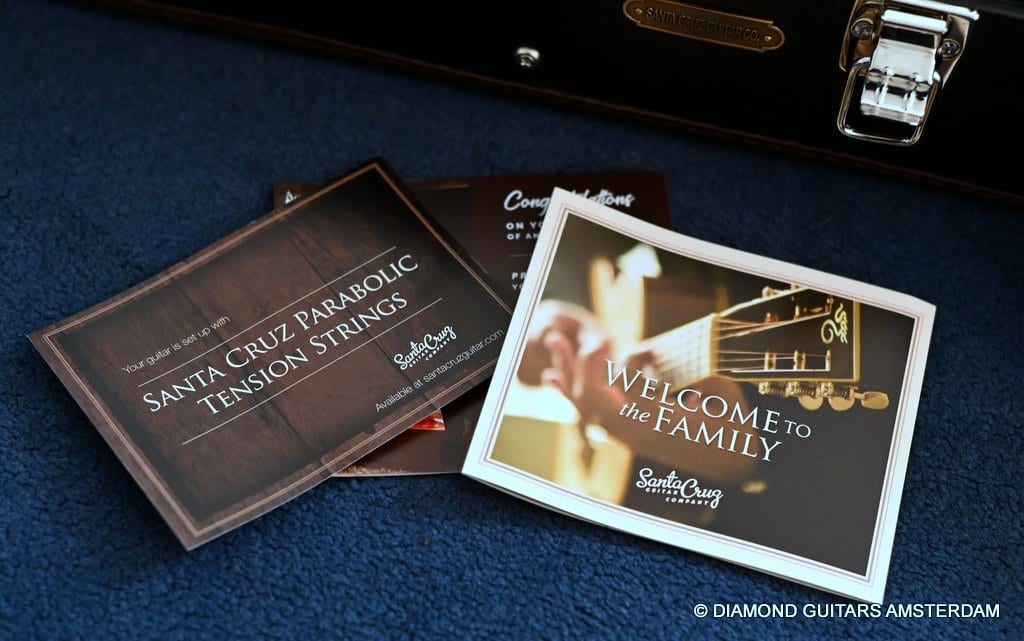 SANTA CRUZ GUITAR CO.
Your guitar is set up with
SANTA CRUZ PARABOLIC
TENSION STRINGS
Santa Cruz
GUITAR COMPANY
Available at santacruzguitar.com
ON YO
OF AN
PR
WELCOME TO
the FAMILY
Santa Cruz
GUITAR
COMPANY
© DIAMOND GUITARS AMSTERDAM